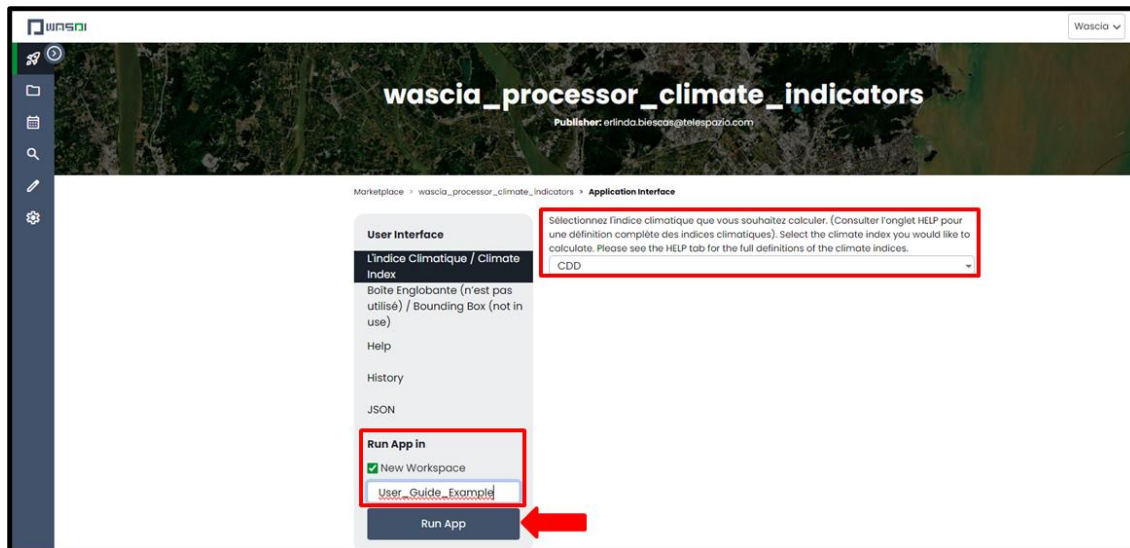 WASDI
Wascia
wascia_processor_climate_indicators
Publisher: erlinda.biescas@telespazio.com
Marketplace > wascia_processor_climate_indicators > Application Interface
User Interface
L'indice Climatique / Climate
Index
Boîte Englobante (n'est pas
utilisé) / Bounding Box (not in
use)
Help
History
JSON
Run App in
New Workspace
User_Guide_Example
Run App
Sélectionnez l'indice climatique que vous souhaitez calculer. (Consulter l'onglet HELP pour
une définition complète des indices climatiques). Select the climate index you would like to
calculate. Please see the HELP tab for the full definitions of the climate indices.
CDD